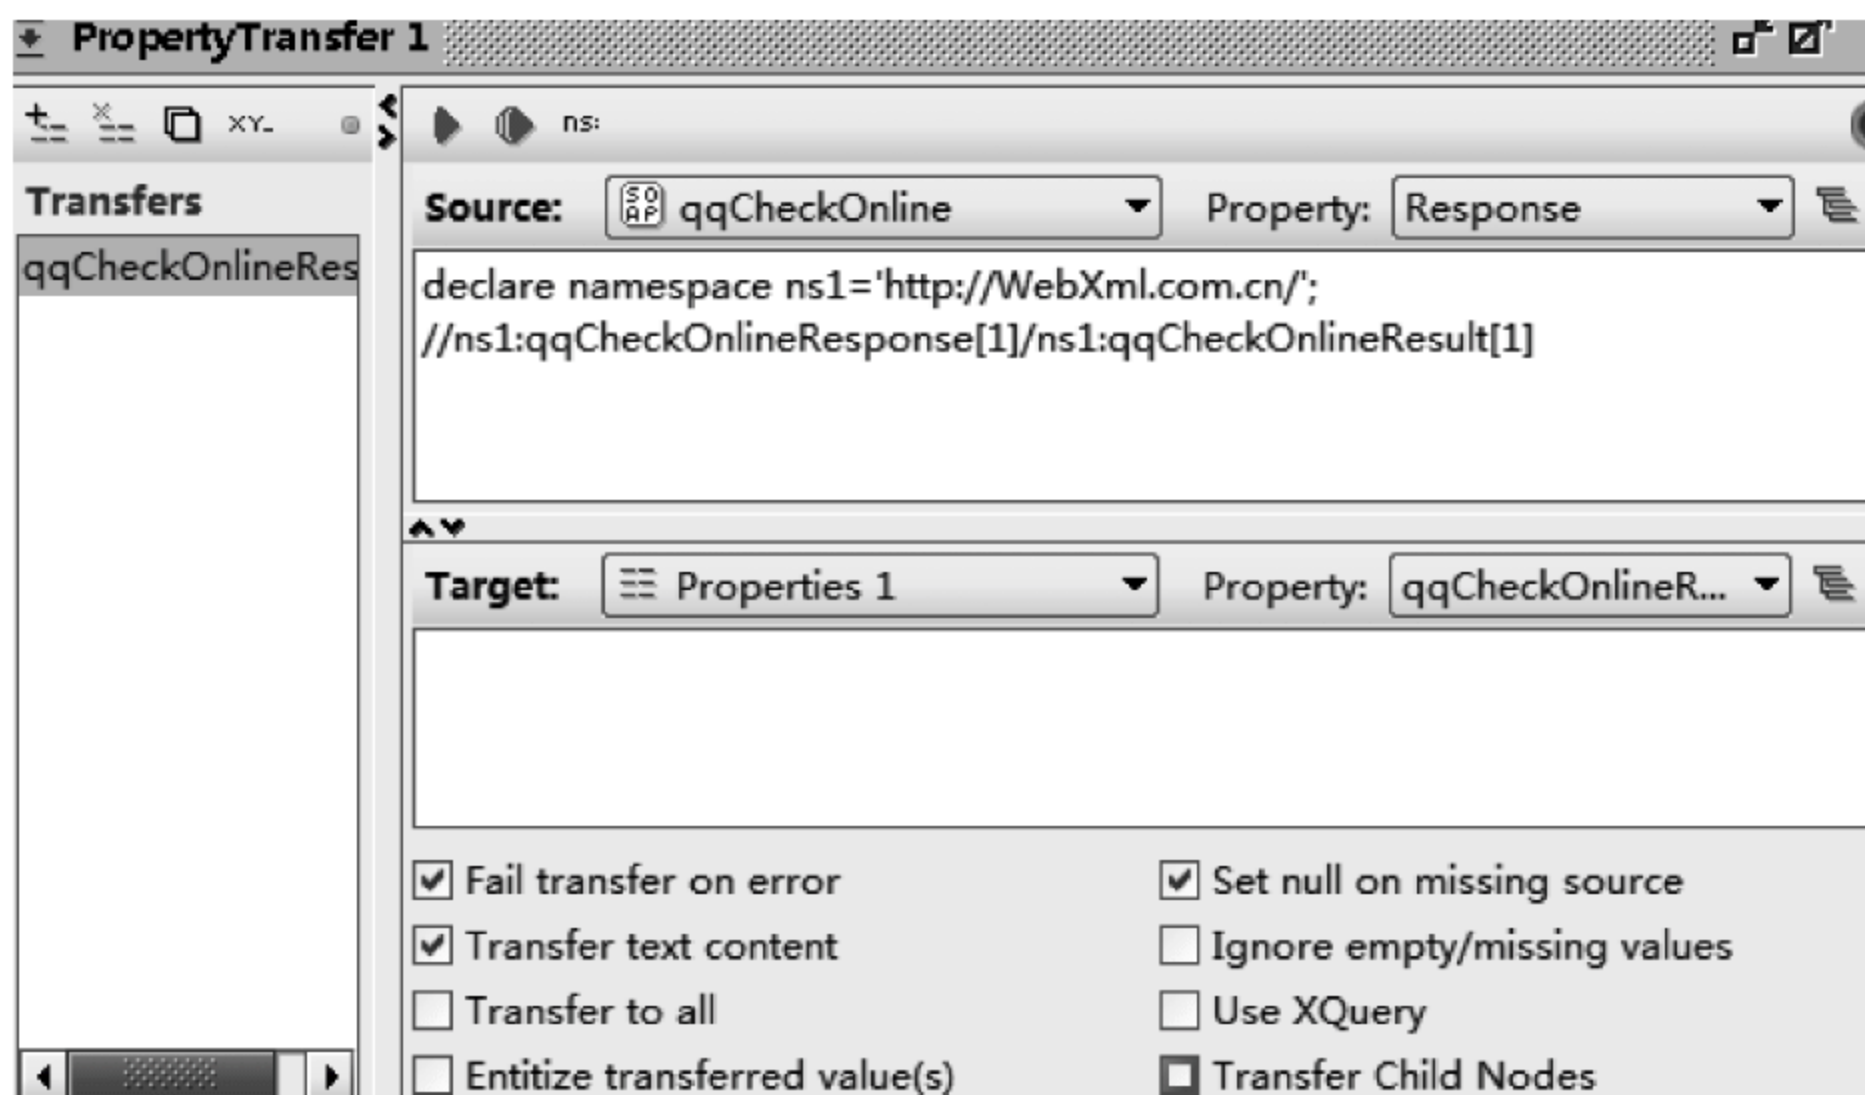 PropertyTransfer 1
XY-
ns:
Transfers
qqCheckOnlineRes
Source: SOAP qqCheckOnline Property: Response
declare namespace ns1='http://WebXml.com.cn/';
//ns1:qqCheckOnlineResponse[1]/ns1:qqCheckOnlineResult[1]
Target: Properties 1 Property: qqCheckOnlineR...
Fail transfer on error Set null on missing source
Transfer text content Ignore empty/missing values
Transfer to all Use XQuery
Entitize transferred value(s) Transfer Child Nodes